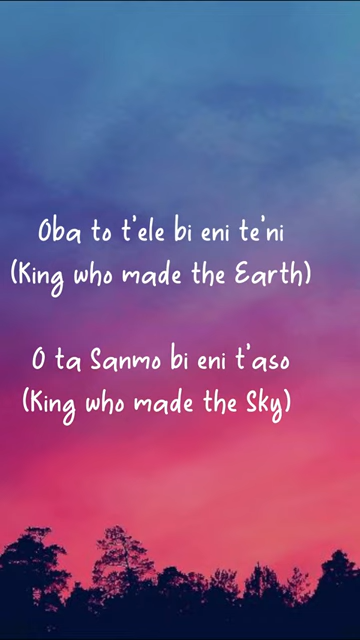 Oba to t'ele bi eni te'ni
(King who made the Earth)
O ta Sanmo bi eni t'aso
(King who made the Sky)